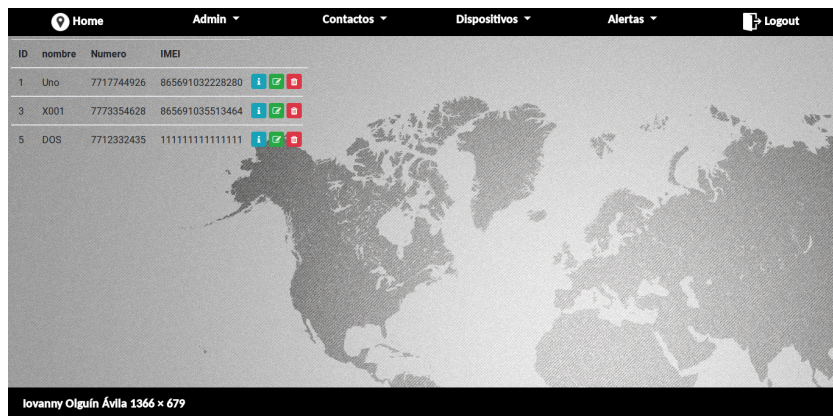 Home Admin Contactos Dispositivos Alertas Logout
ID nombre Numero IMEI
1 Uno 7717744926 865691032228280
3 X001 7773354628 865691035513464
5 DOS 7712332435 111111111111111
Iovanny Olguín Ávila 1366 × 679